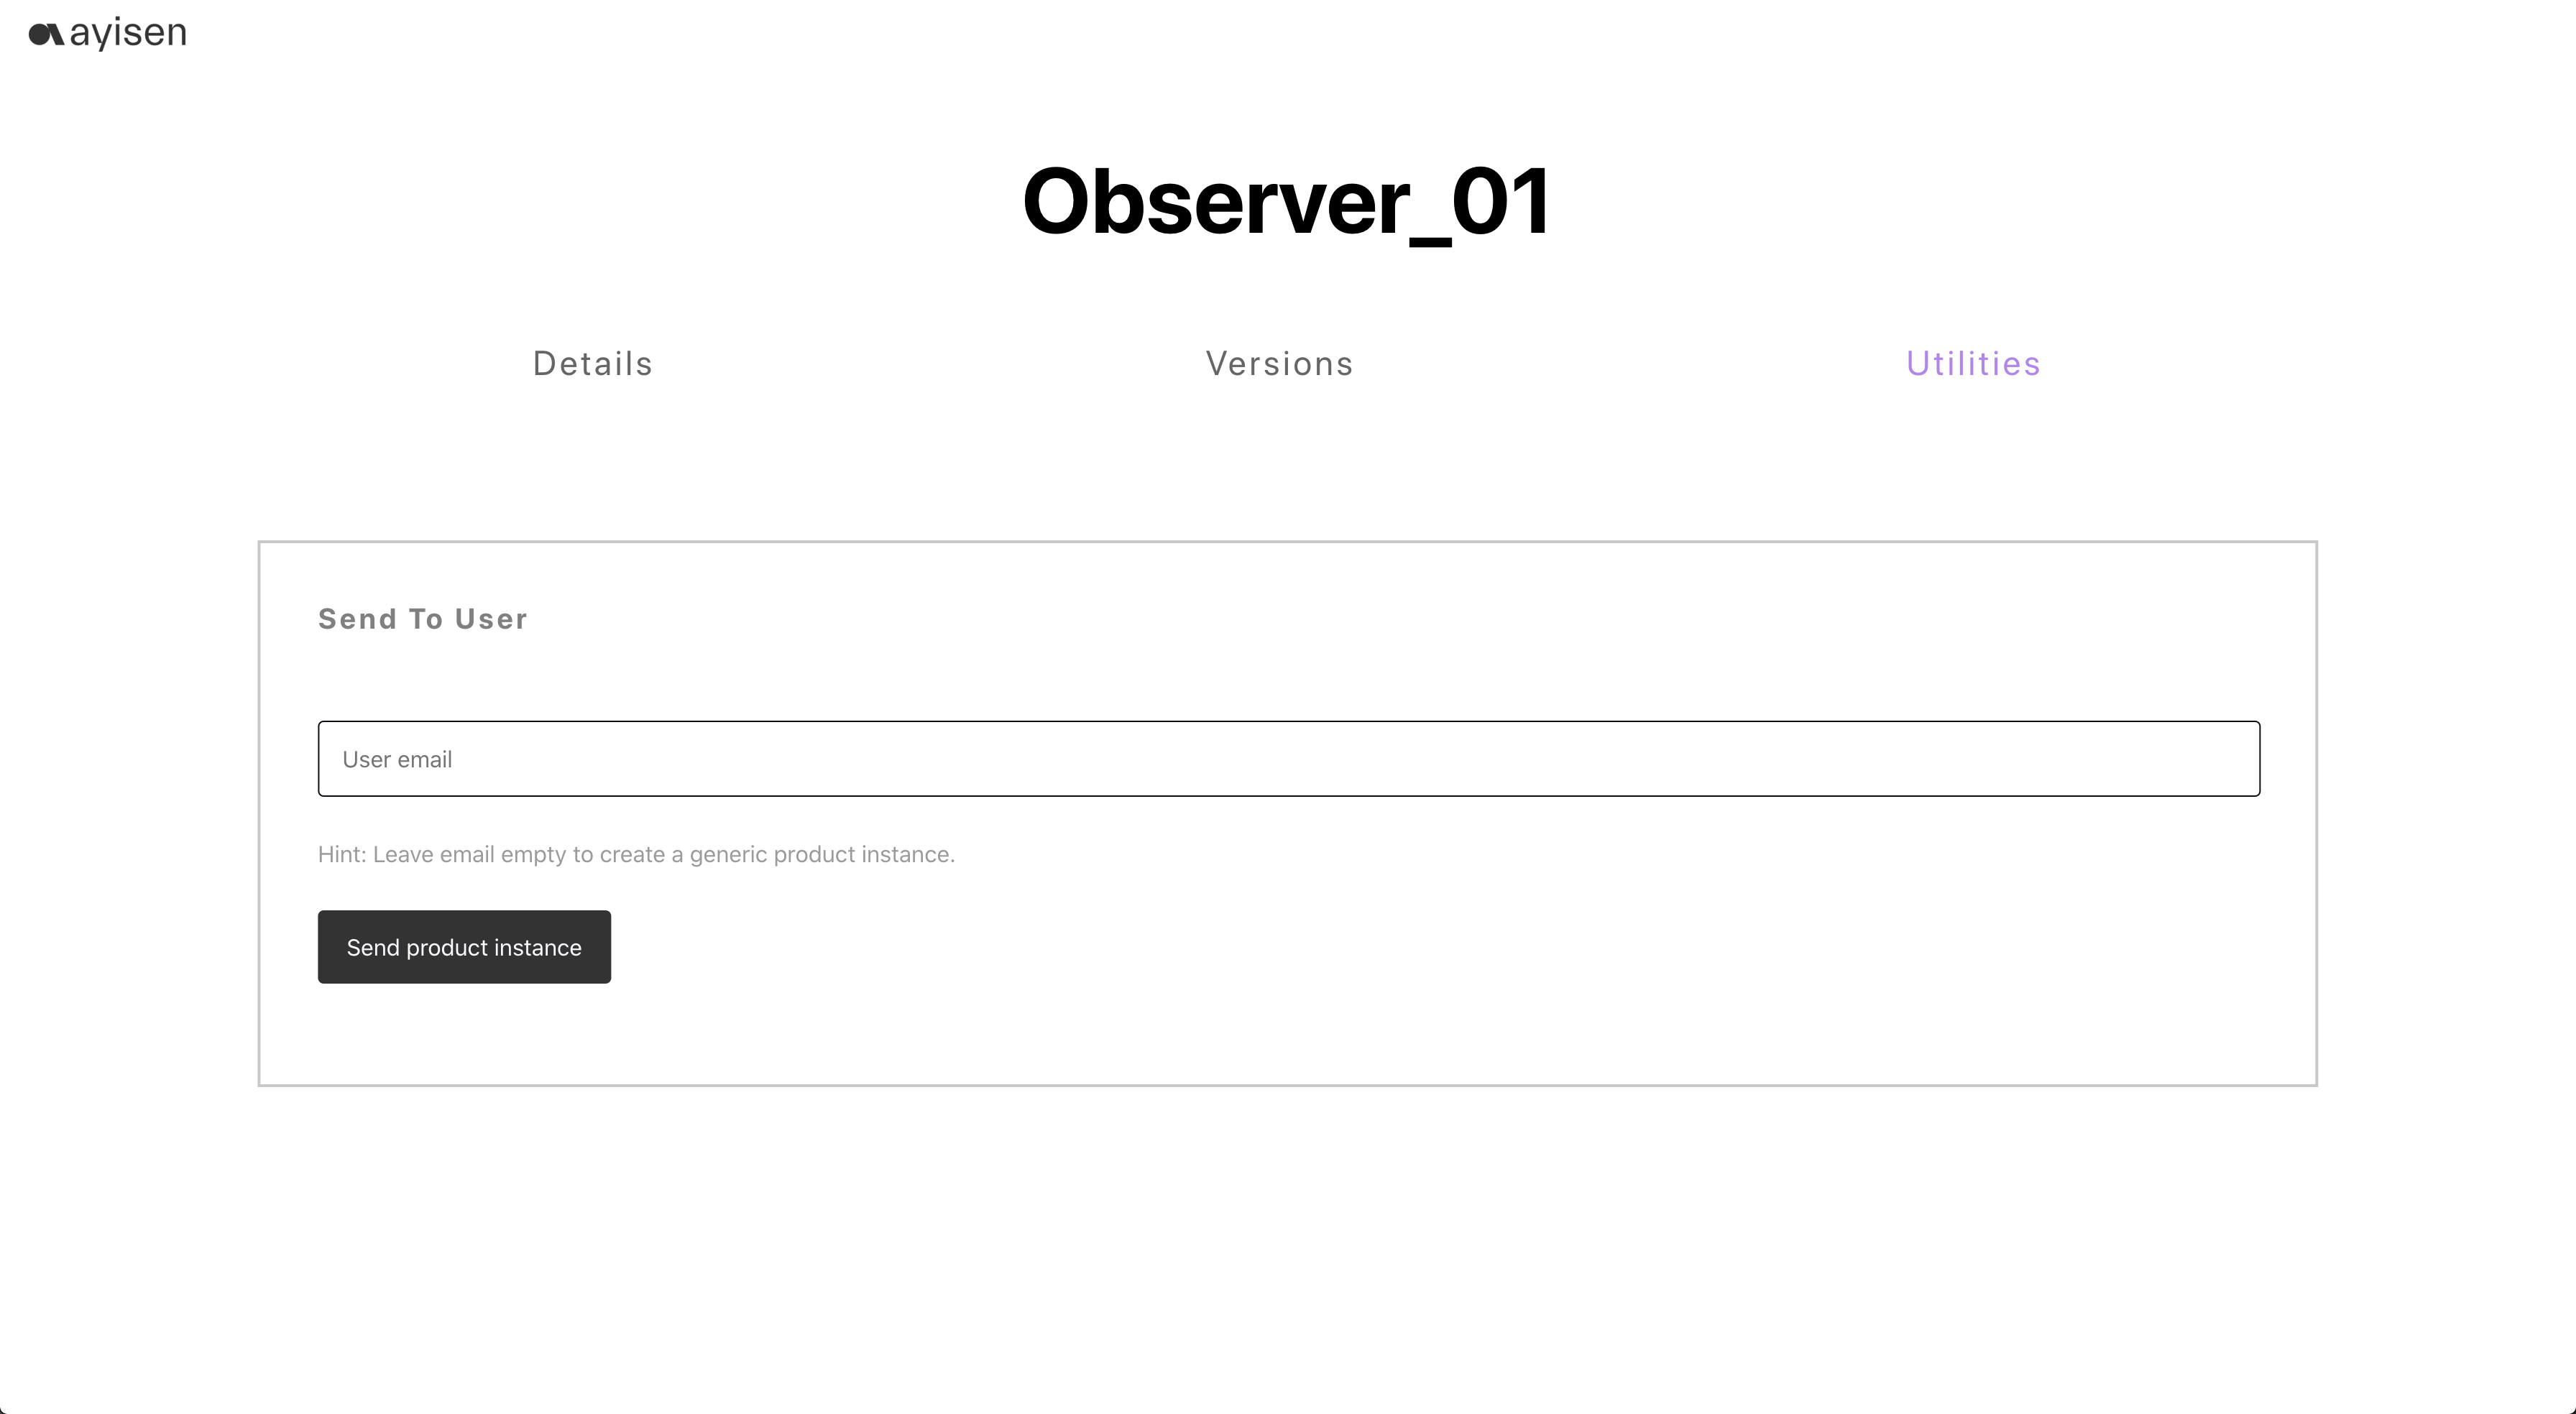 ayisen
Observer_01
Details
Versions
Utilities
Send To User
User email
Hint: Leave email empty to create a generic product instance.
Send product instance